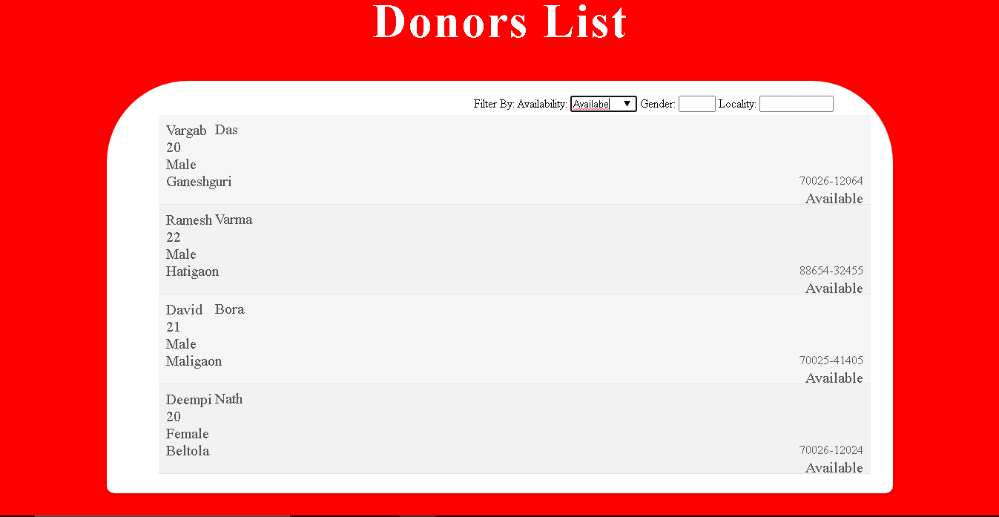 Donors List
Filter By: Availability: Availabe ▼ Gender: Locality:
Vargab Das
20
Male
Ganeshguri 70026-12064
Available
Ramesh Varma
22
Male
Hatigaon 88654-32455
Available
David Bora
21
Male
Maligaon 70025-41405
Available
Deempi Nath
20
Female
Beltola 70026-12024
Available